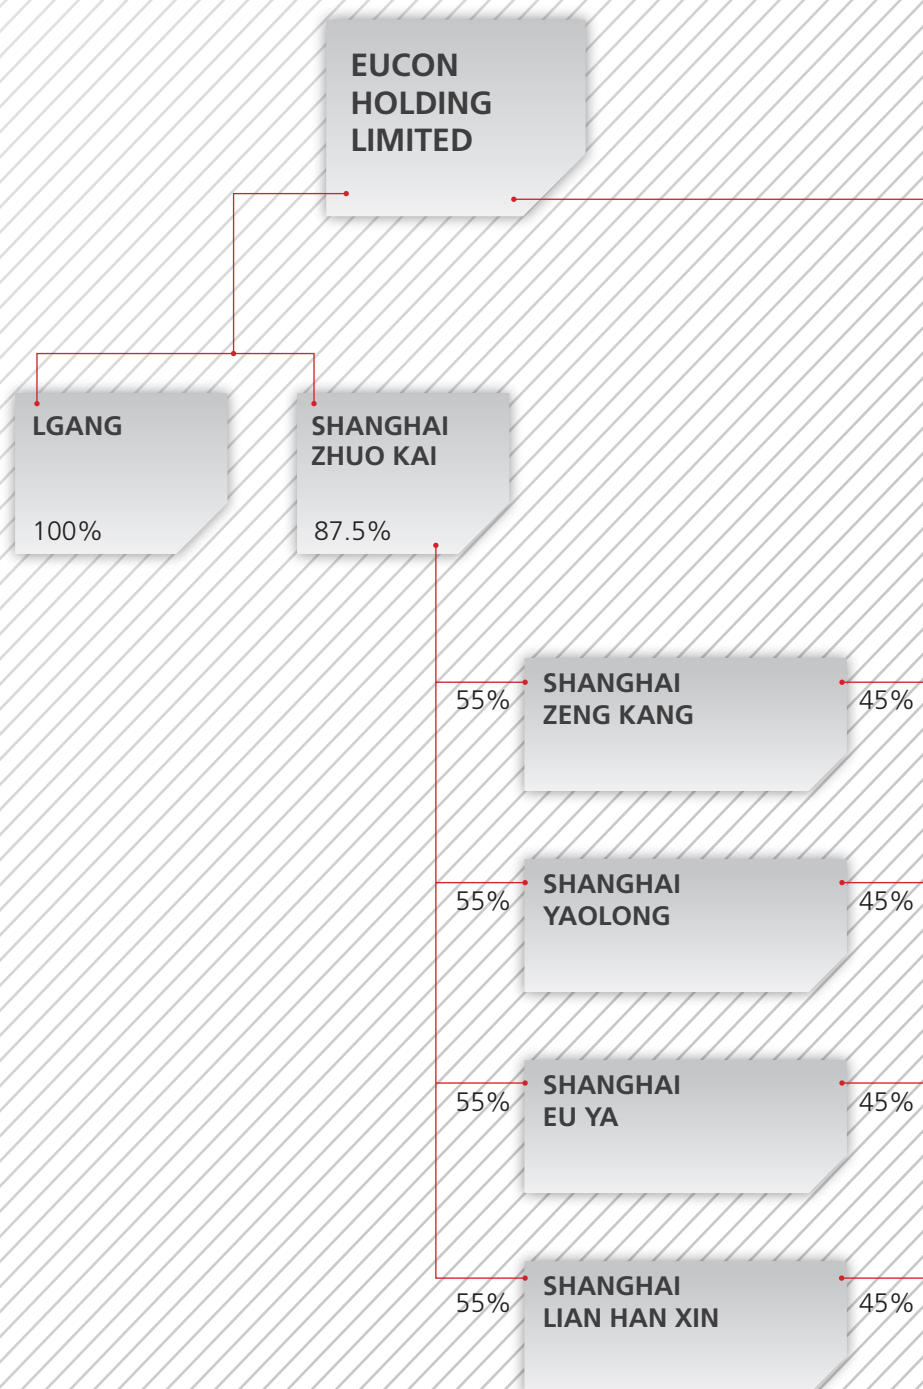 EUCON
HOLDING
LIMITED
LGANG
100%
SHANGHAI
ZHUO KAI
87.5%
55%
SHANGHAI
ZENG KANG
45%
55%
SHANGHAI
YAOLONG
45%
55%
SHANGHAI
EU YA
45%
55%
SHANGHAI
LIAN HAN XIN
45%